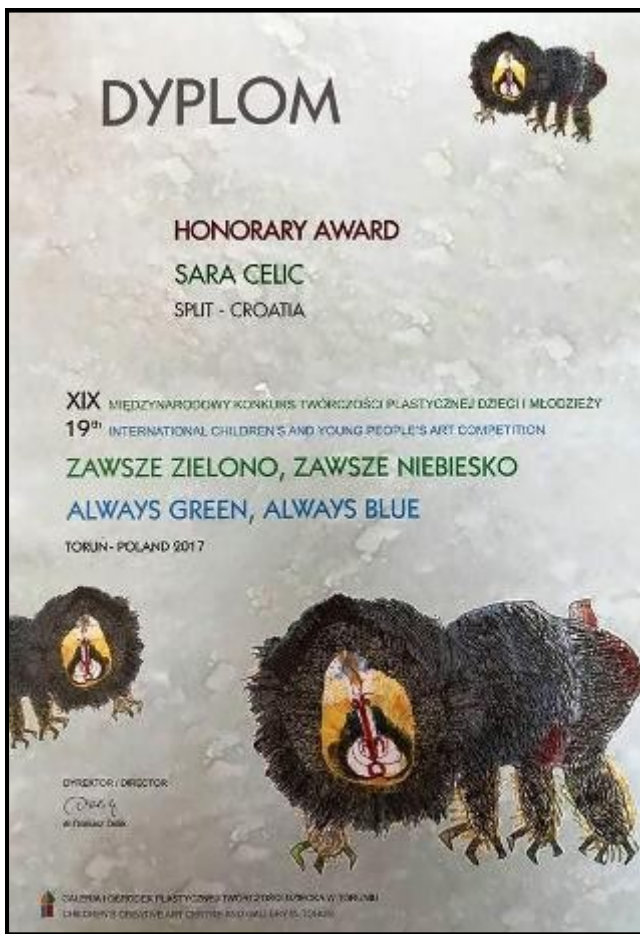 DYPLOM
HONORARY AWARD
SARA CELIC
SPLIT - CROATIA
XIX MIĘDZYNARODOWY KONKURS TWÓRCZOŚCI PLASTYCZNEJ DZIECI I MŁODZIEŻY
19th INTERNATIONAL CHILDREN'S AND YOUNG PEOPLE'S ART COMPETITION
ZAWSZE ZIELONO, ZAWSZE NIEBIESKO
ALWAYS GREEN, ALWAYS BLUE
TORUŃ - POLAND 2017
DYREKTOR / DIRECTOR
GALERIA I OŚRODEK PLASTYCZNEJ TWÓRCZOŚCI DZIECKA W TORUNIU
CHILDREN'S CREATIVE ART CENTRE AND GALLERY IN TORUŃ